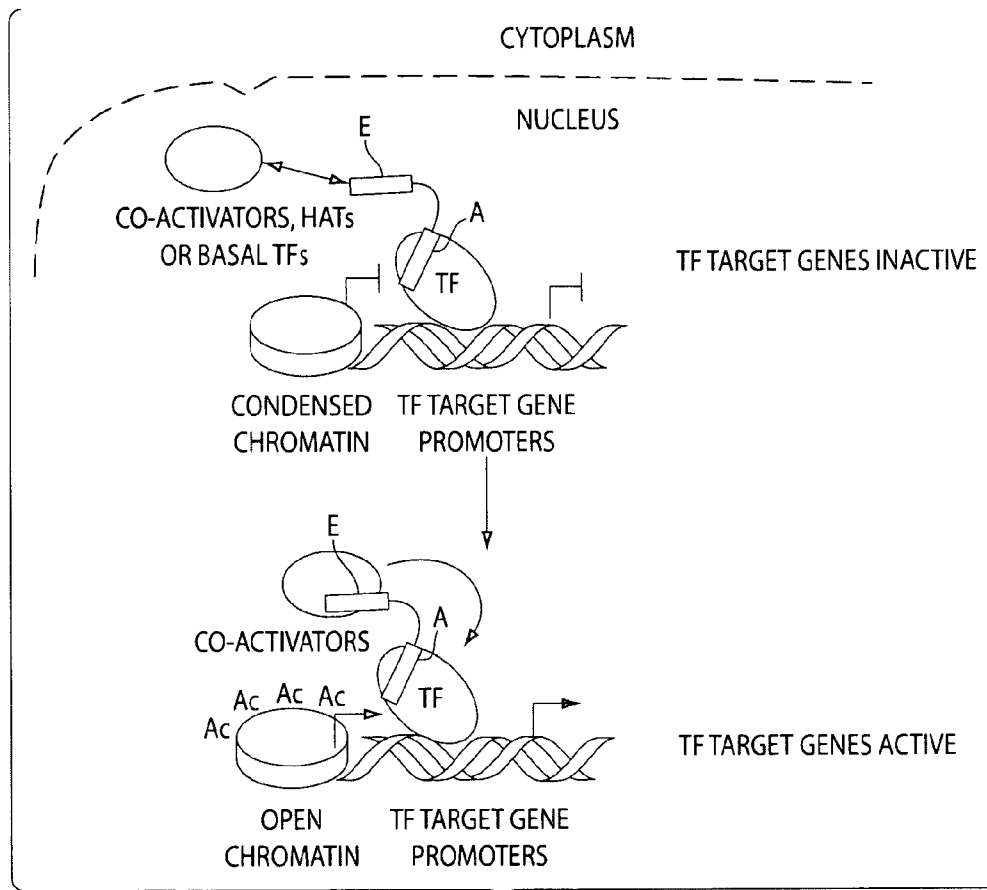 CYTOPLASM
NUCLEUS
E
CO-ACTIVATORS, HATs
OR BASAL TFs
A
TF
TF TARGET GENES INACTIVE
CONDENSED
CHROMATIN
TF TARGET GENE
PROMOTERS
E
CO-ACTIVATORS
A
TF
Ac Ac Ac Ac
TF TARGET GENES ACTIVE
OPEN
CHROMATIN
TF TARGET GENE
PROMOTERS